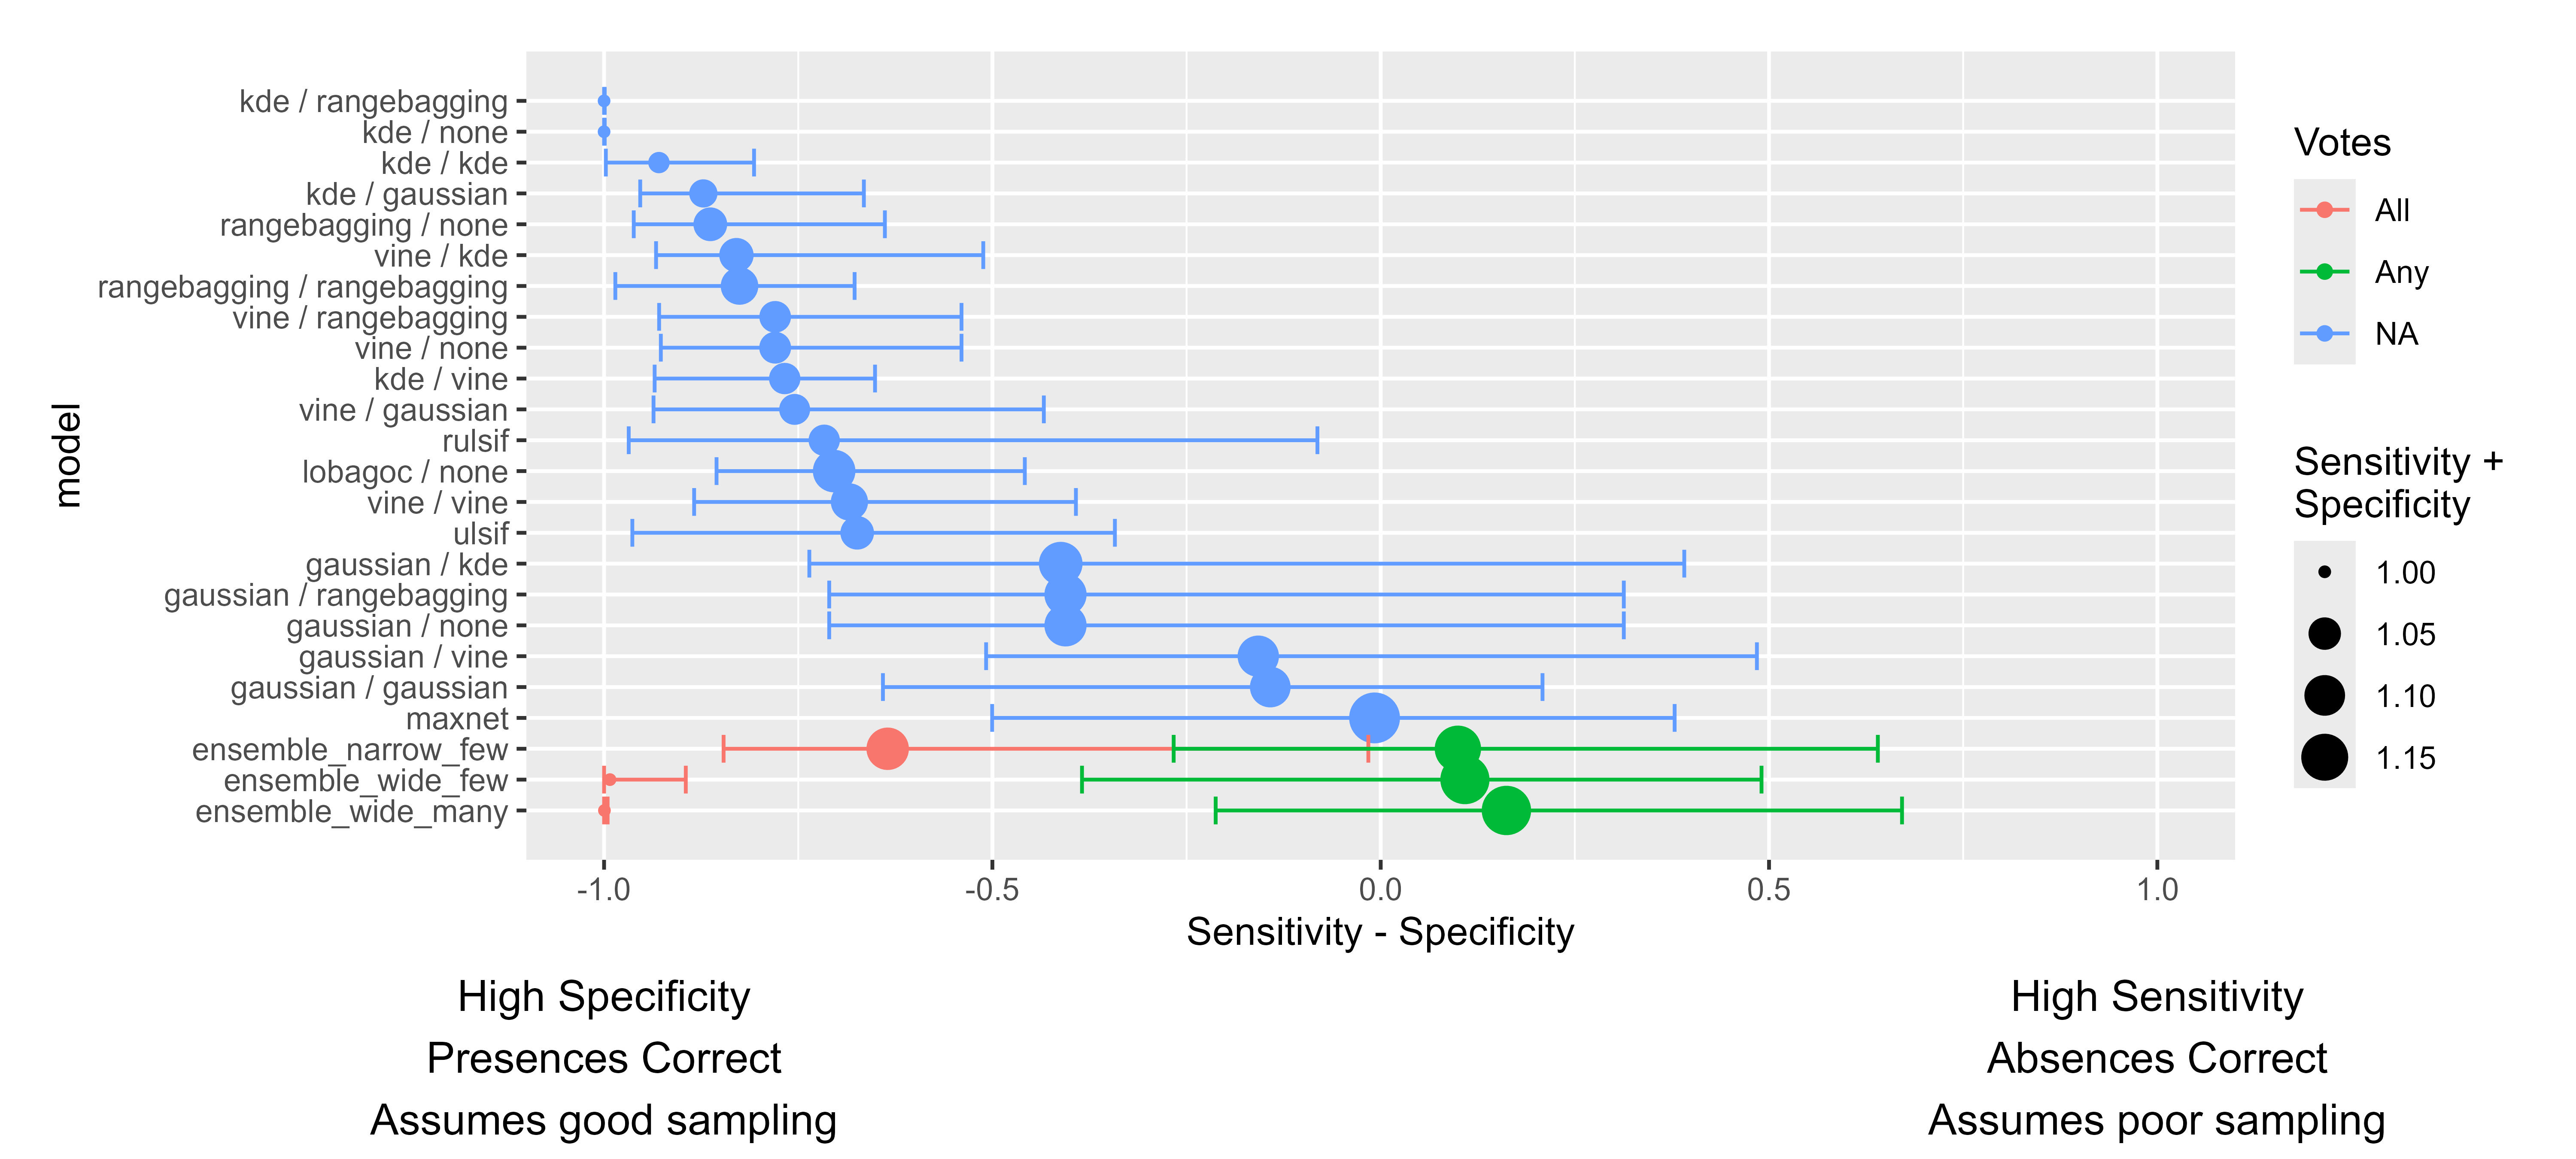 kde / rangebagging
kde / none
kde / kde
kde / gaussian
rangebagging / none
vine / kde
rangebagging / rangebagging
vine / rangebagging
vine / none
kde / vine
vine / gaussian
rulsif
lobagoc / none
vine / vine
ulsif
gaussian / kde
gaussian / rangebagging
gaussian / none
gaussian / vine
gaussian / gaussian
maxnet
ensemble_narrow_few
ensemble_wide_few
ensemble_wide_many
model
-1.0
-0.5
0.0
0.5
1.0
Sensitivity - Specificity
High Specificity
Presences Correct
Assumes good sampling
High Sensitivity
Absences Correct
Assumes poor sampling
Votes
All
Any
NA
Sensitivity +
Specificity
1.00
1.05
1.10
1.15